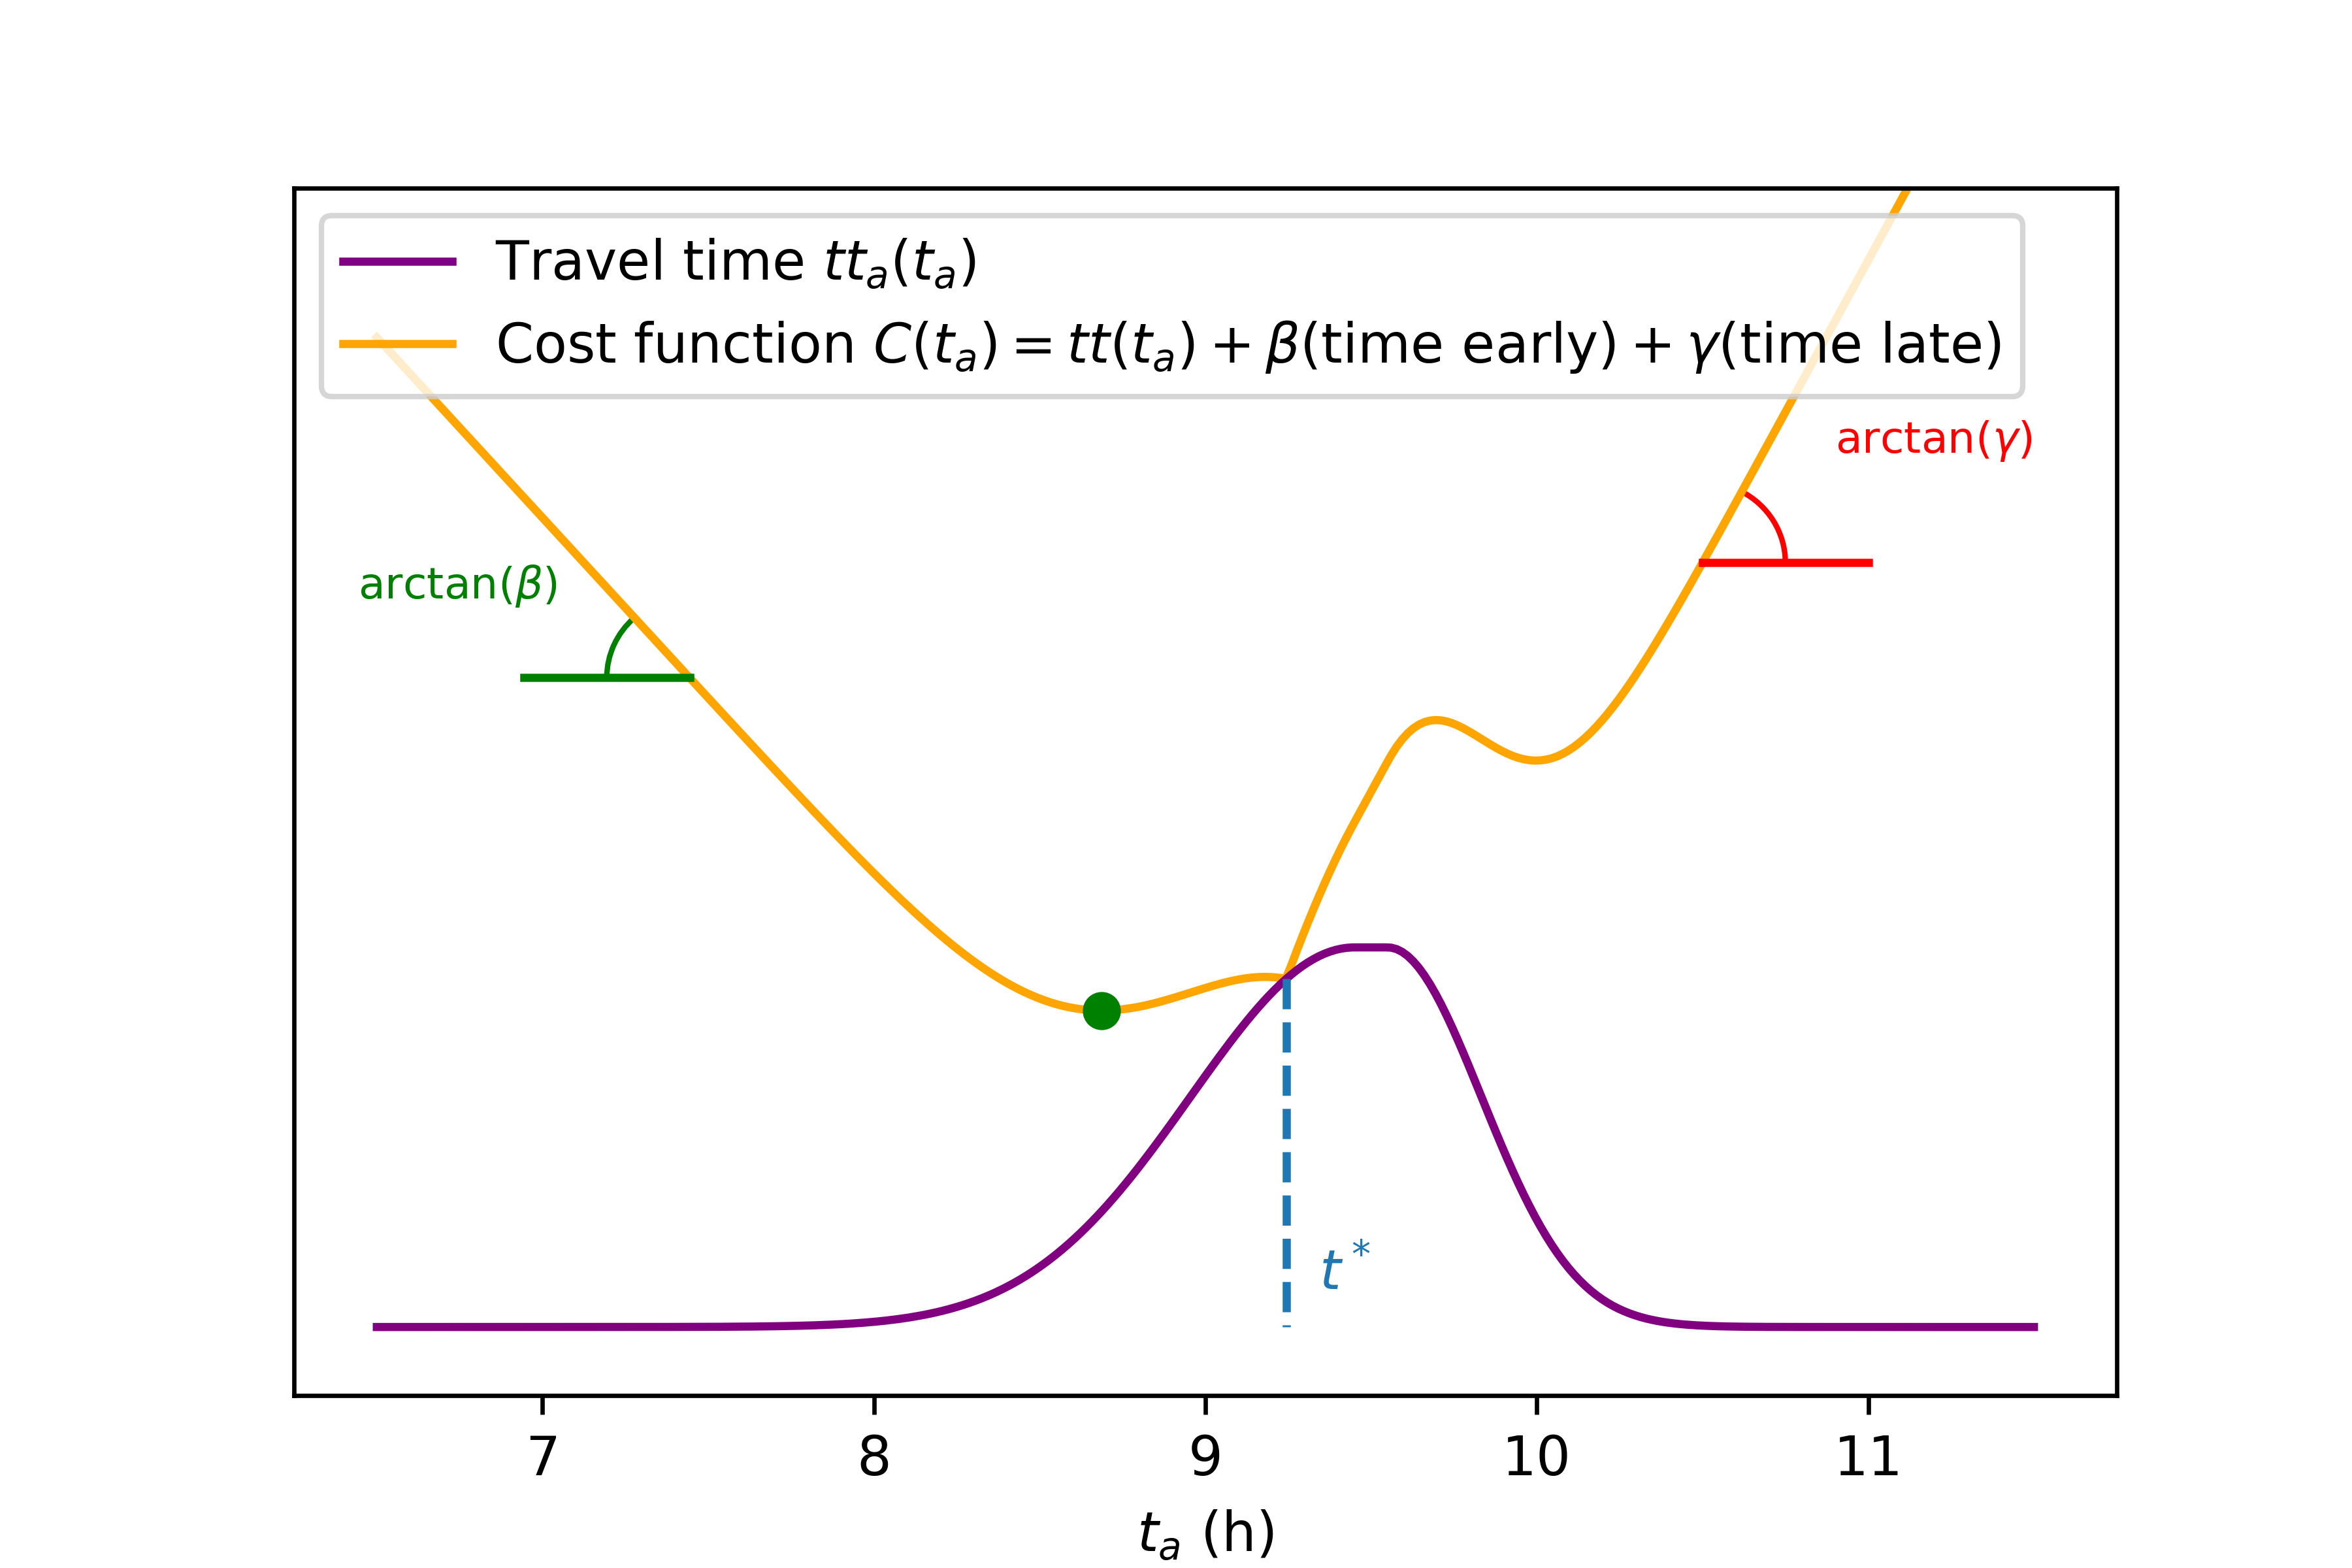 Travel time tt_a(t_a)
Cost function C(t_a) = tt(t_a) + β(time early) + γ(time late)
arctan(γ)
arctan(β)
t*
7 8 9 10 11
t_a (h)